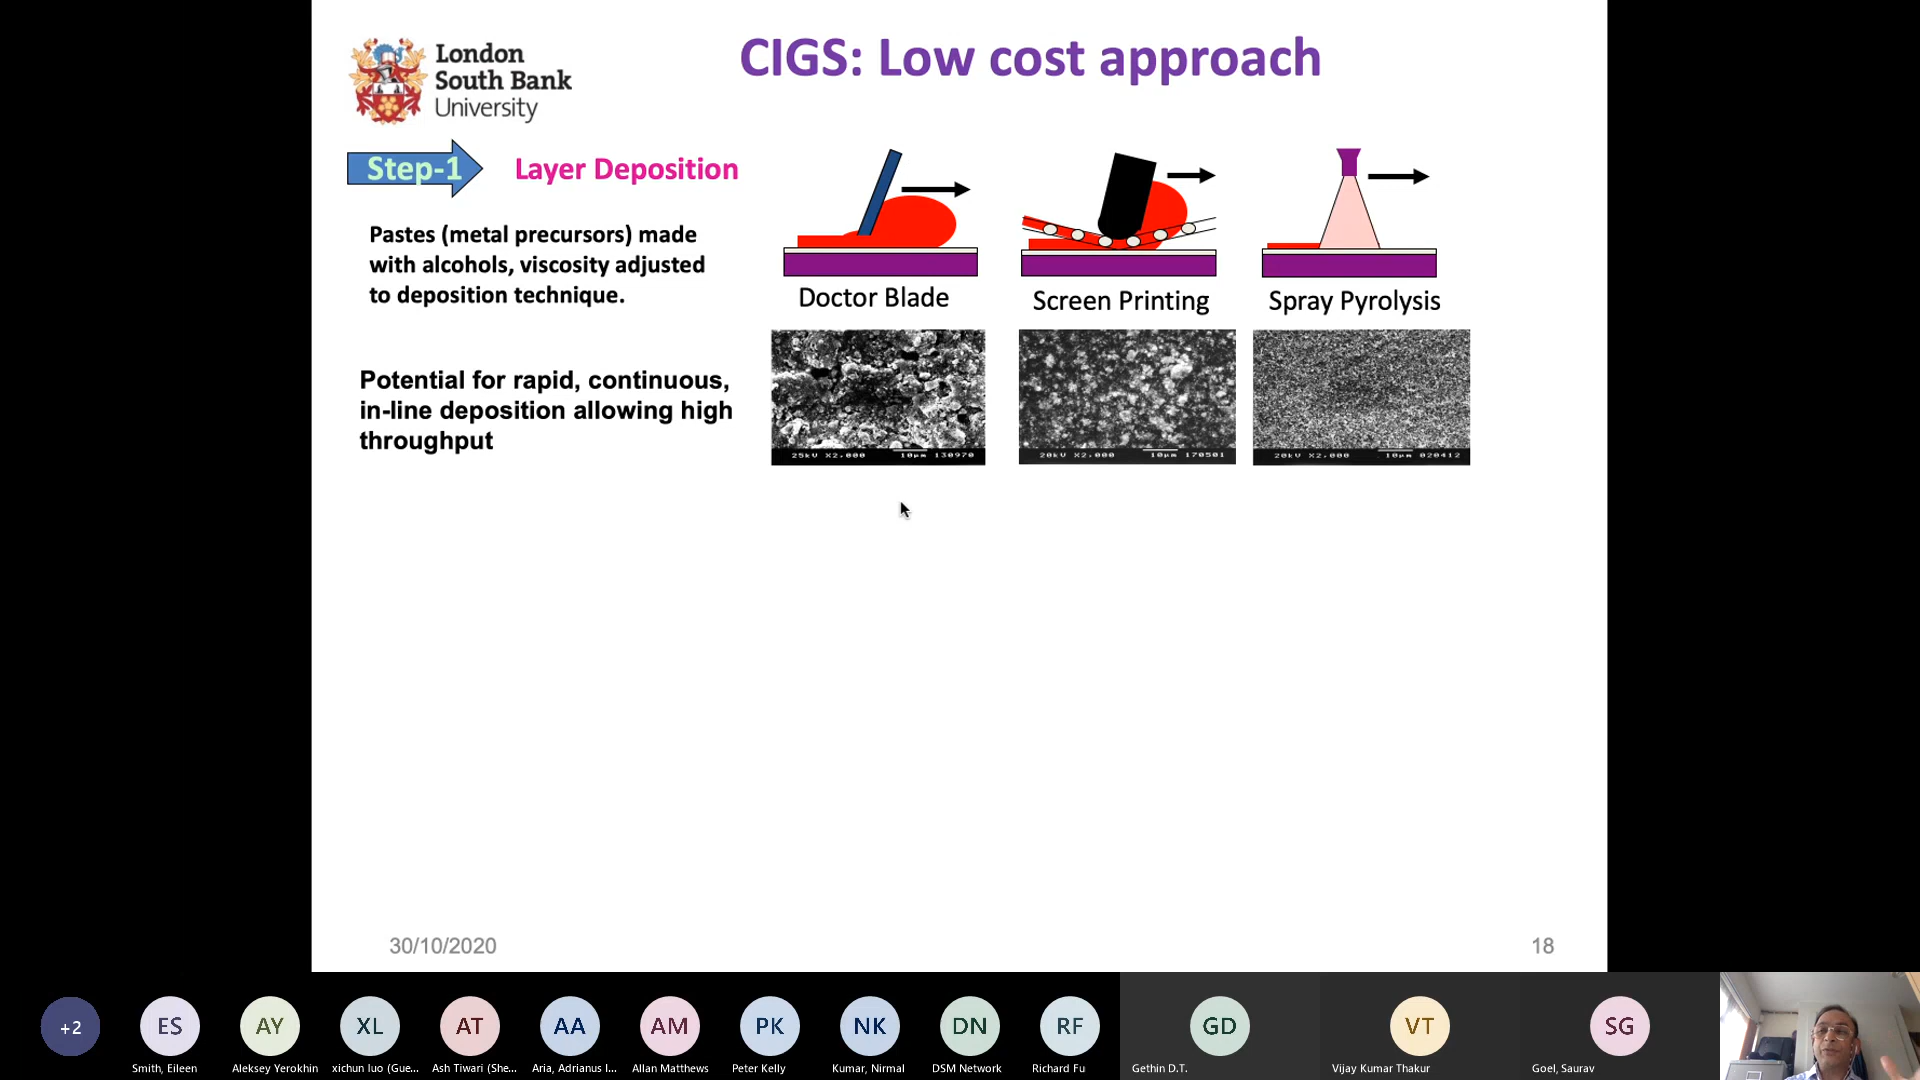 London
South Bank
University
CIGS: Low cost approach
Step-1
Layer Deposition
Pastes (metal precursors) made
with alcohols, viscosity adjusted
to deposition technique.
Potential for rapid, continuous,
in-line deposition allowing high
throughput
Doctor Blade
Screen Printing
Spray Pyrolysis
25kV X2,000 10μm 130970
20kV X2,000 10μm 170501
20kV X2,000 10μm 020412
30/10/2020
18
+2
ES
AY
XL
AT
AA
AM
PK
NK
DN
RF
GD
VT
SG
Smith, Eileen
Aleksey Yerokhin
xichun luo (Gue...
Ash Tiwari (She...
Aria, Adrianus I...
Allan Matthews
Peter Kelly
Kumar, Nirmal
DSM Network
Richard Fu
Gethin D.T.
Vijay Kumar Thakur
Goel, Saurav